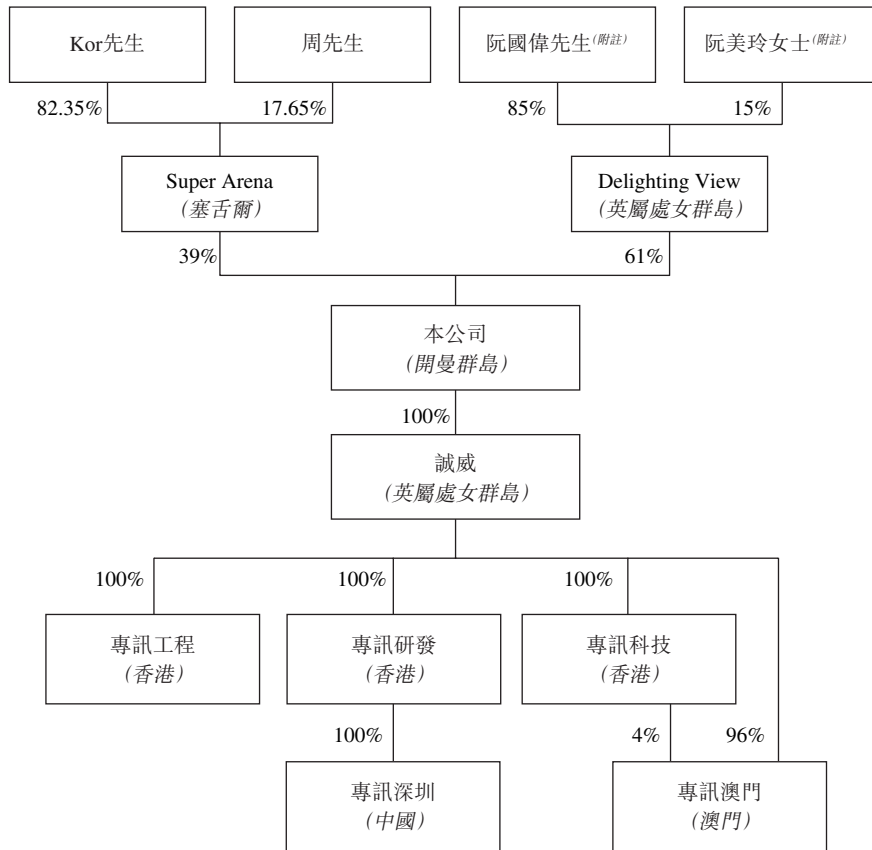 Kor先生
周先生
阮國偉先生(附註)
阮美玲女士(附註)
82.35%
17.65%
85%
15%
Super Arena
(塞舌爾)
Delighting View
(英屬處女群島)
39%
61%
本公司
(開曼群島)
100%
誠威
(英屬處女群島)
100%
100%
100%
專訊工程
(香港)
專訊研發
(香港)
專訊科技
(香港)
100%
4%
96%
專訊深圳
(中國)
專訊澳門
(澳門)